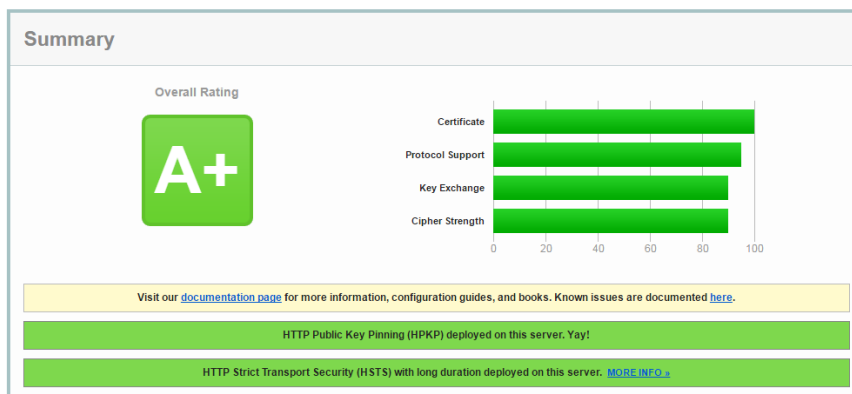 Summary
Overall Rating
A+
Certificate
Protocol Support
Key Exchange
Cipher Strength
0 20 40 60 80 100
Visit our documentation page for more information, configuration guides, and books. Known issues are documented here.
HTTP Public Key Pinning (HPKP) deployed on this server. Yay!
HTTP Strict Transport Security (HSTS) with long duration deployed on this server. MORE INFO »